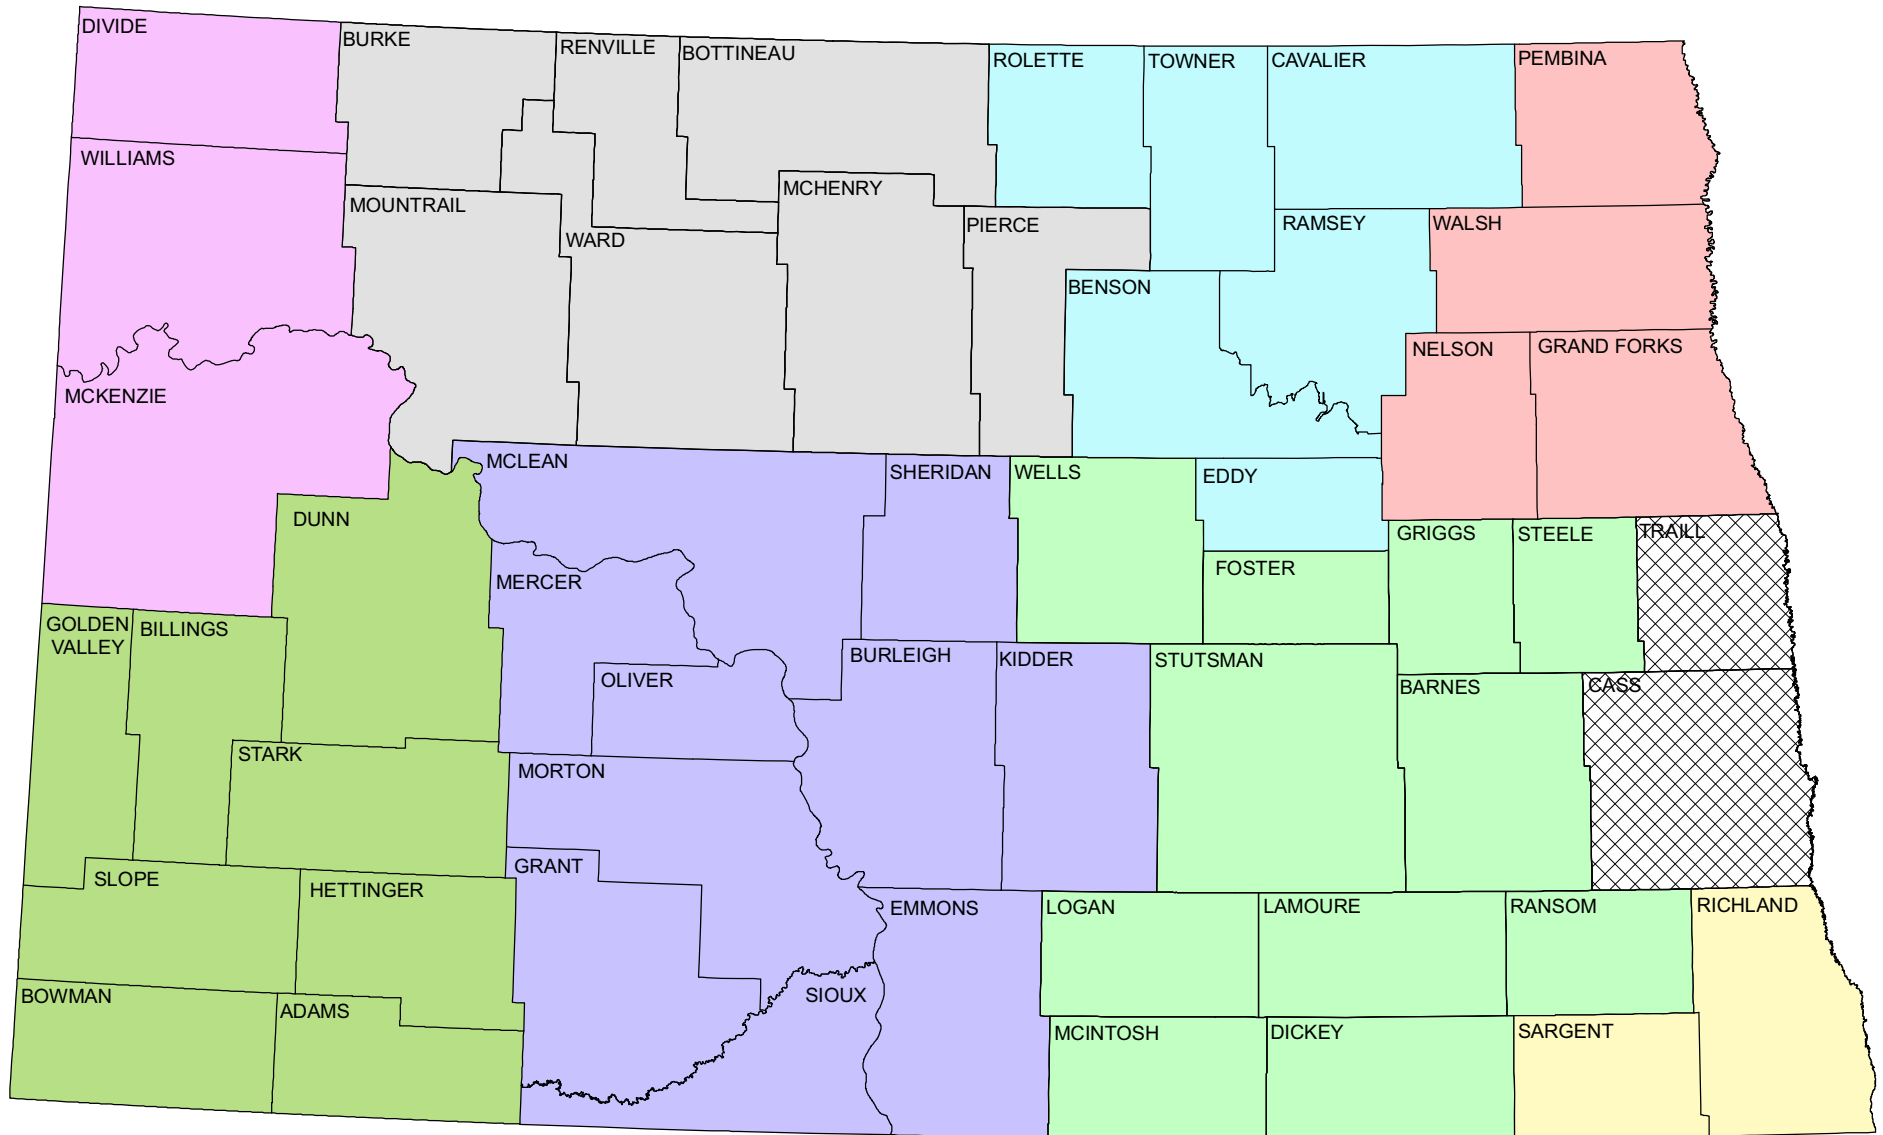 DIVIDE
BURKE
RENVILLE
BOTTINEAU
ROLETTE
TOWNER
CAVALIER
PEMBINA
WILLIAMS
MOUNTRAIL
WARD
MCHENRY
PIERCE
RAMSEY
WALSH
BENSON
NELSON
GRAND FORKS
MCKENZIE
MCLEAN
SHERIDAN
WELLS
EDDY
DUNN
GRIGGS
STEELE
TRAILL
MERCER
FOSTER
GOLDEN
VALLEY
BILLINGS
OLIVER
BURLEIGH
KIDDER
STUTSMAN
BARNES
CASS
STARK
MORTON
SLOPE
HETTINGER
GRANT
EMMONS
LOGAN
LAMOURE
RANSOM
RICHLAND
BOWMAN
ADAMS
SIOUX
MCINTOSH
DICKEY
SARGENT